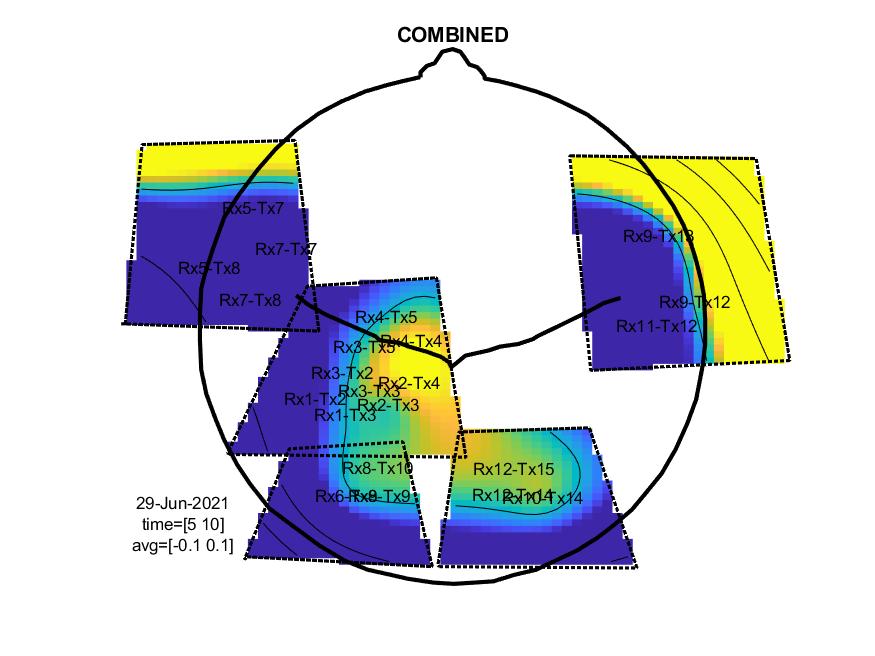 COMBINED
Rx5-Tx7
Rx7-Tx7
Rx5-Tx8
Rx7-Tx8
Rx9-Tx13
Rx9-Tx12
Rx11-Tx12
Rx4-Tx5
Rx4-Tx4
Rx3-Tx5
Rx3-Tx2
Rx2-Tx4
Rx3-Tx3
Rx1-Tx2
Rx2-Tx3
Rx1-Tx3
Rx8-Tx10
Rx12-Tx15
Rx8-Tx9
29-Jun-2021
time=[5 10]
avg=[-0.1 0.1]